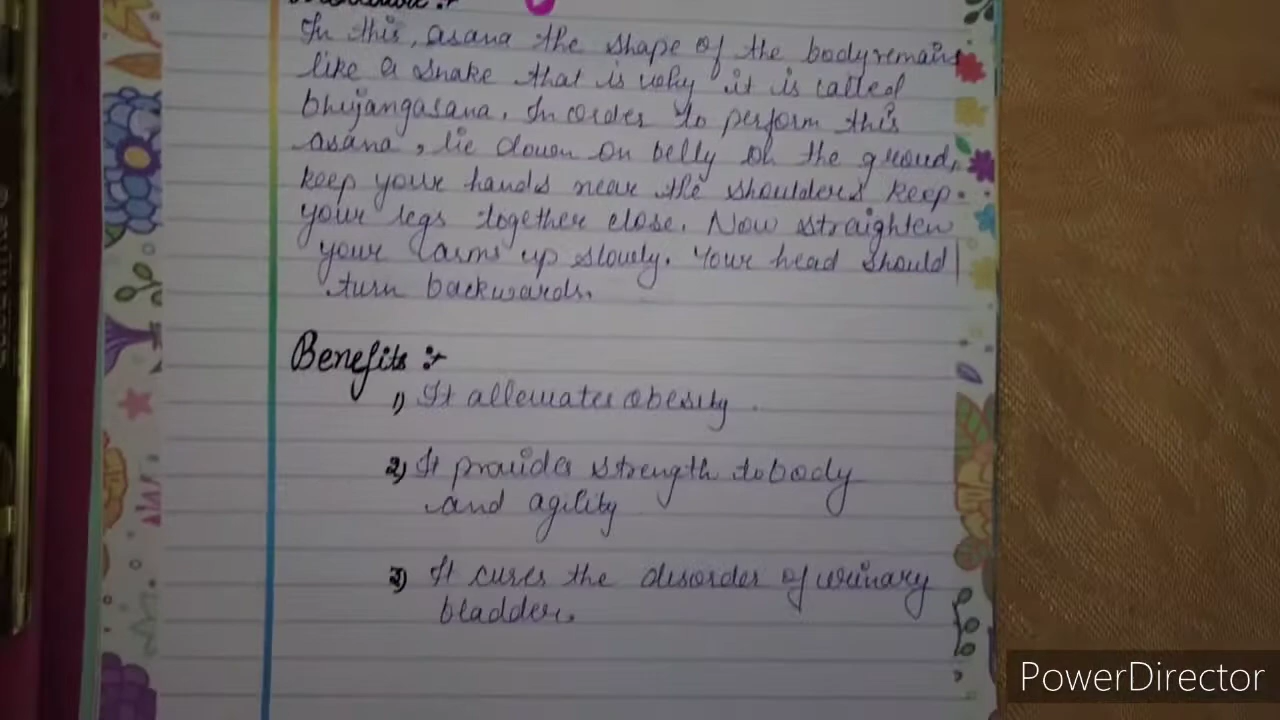 In this, asana the shape of the body remains
like a snake that is why it is called
bhujangasana. In order to perform this
asana, lie down on belly on the groud,
keep your hands near the shoulders keep
your legs together close. Now straighten
your arms up slowly. Your head should
turn backwards.
Benefits :-
1) It alleviates obesity.
2) It provides strength to body
and agility
3) It cures the disorder of urinary
bladder.
PowerDirector